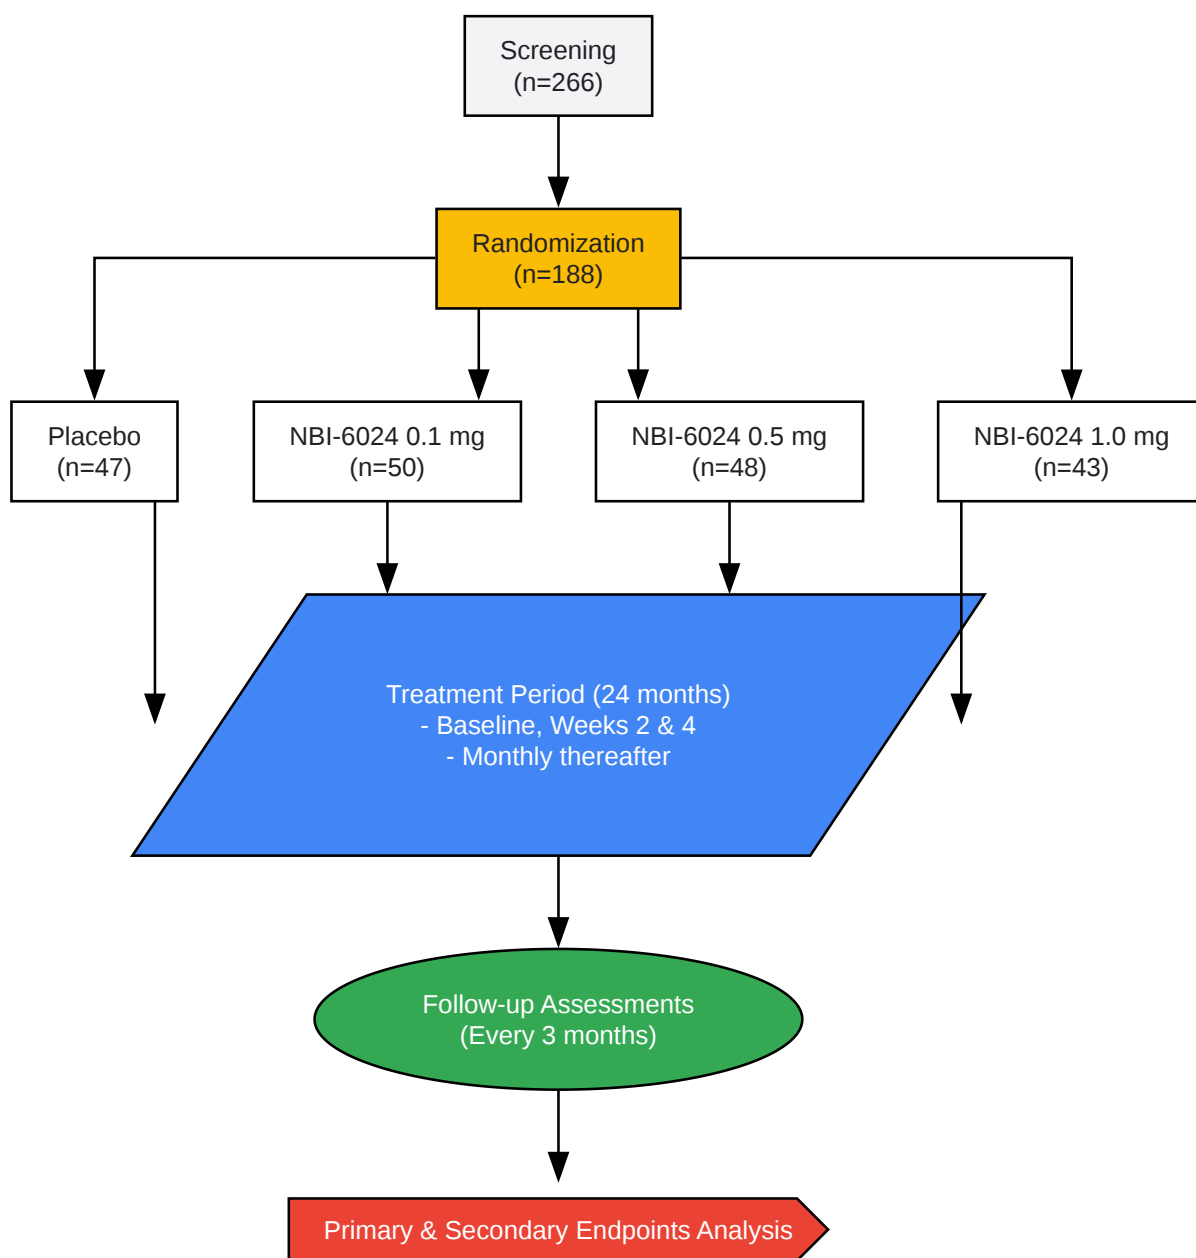 Screening
(n=266)
Randomization
(n=188)
Placebo
(n=47)
NBI-6024 0.1 mg
(n=50)
NBI-6024 0.5 mg
(n=48)
NBI-6024 1.0 mg
(n=43)
Treatment Period (24 months)
- Baseline, Weeks 2 & 4
- Monthly thereafter
Follow-up Assessments
(Every 3 months)
Primary & Secondary Endpoints Analysis